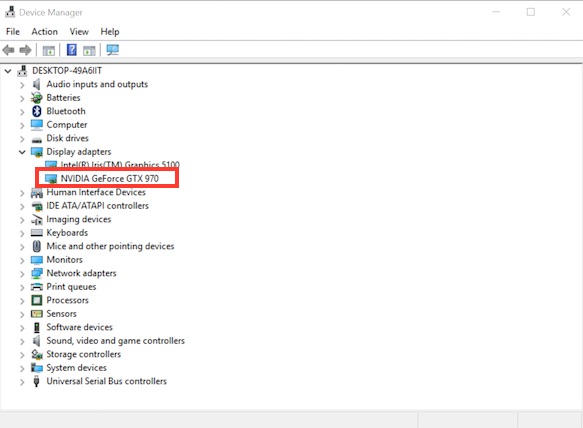 Device Manager
File Action View Help
DESKTOP-49A6IIT
Audio inputs and outputs
Batteries
Bluetooth
Computer
Disk drives
Display adapters
Intel(R) Iris(TM) Graphics 5100
NVIDIA GeForce GTX 970
Human Interface Devices
IDE ATA/ATAPI controllers
Imaging devices
Keyboards
Mice and other pointing devices
Monitors
Network adapters
Print queues
Processors
Sensors
Software devices
Sound, video and game controllers
Storage controllers
System devices
Universal Serial Bus controllers